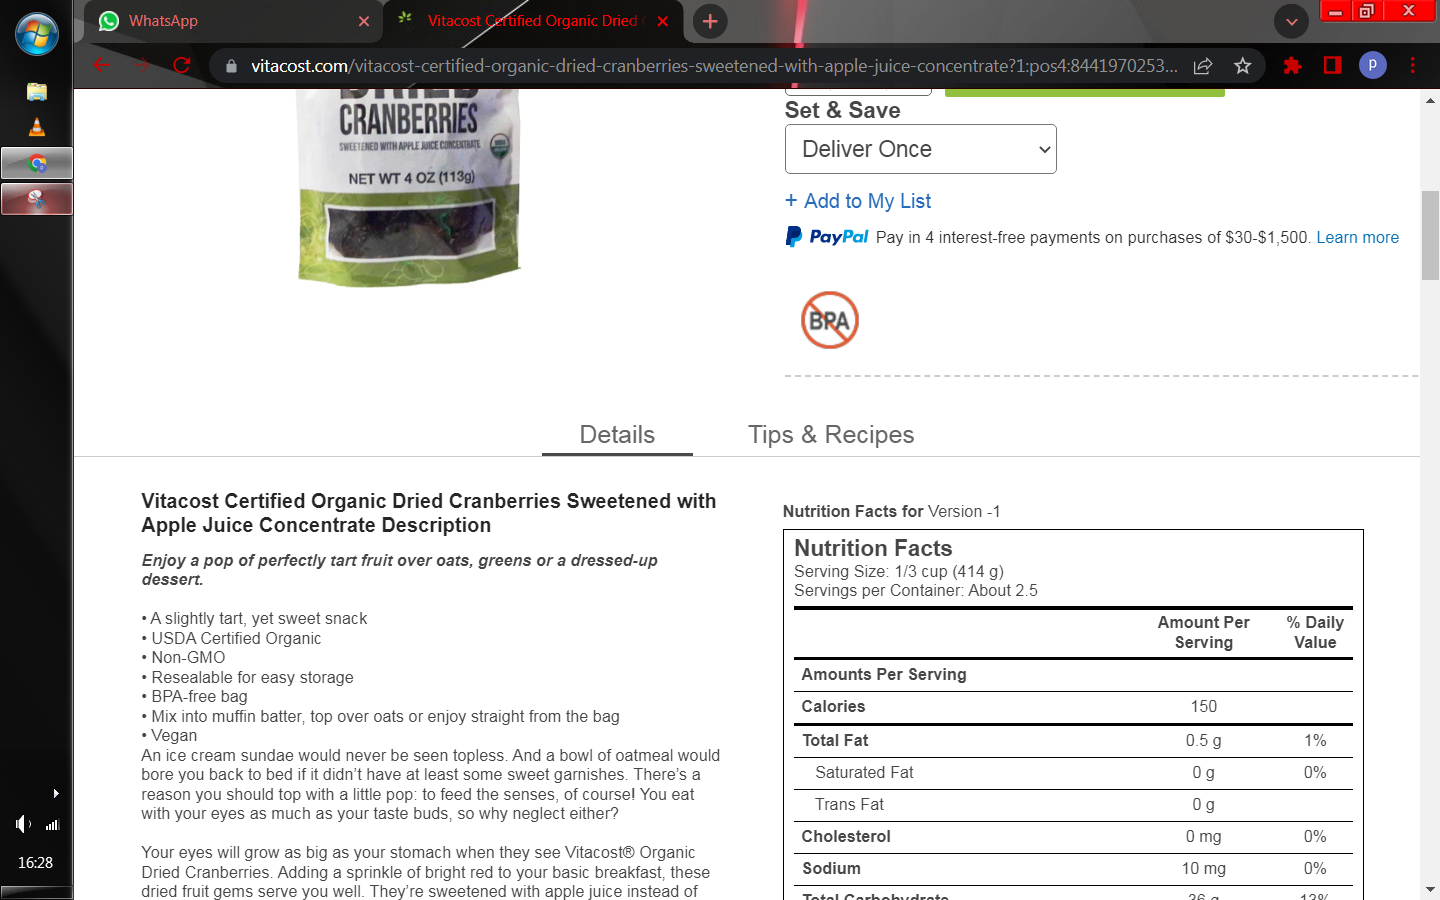 WhatsApp
Vitacost Certified Organic Dried C
vitacost.com/vitacost-certified-organic-dried-cranberries-sweetened-with-apple-juice-concentrate?1:pos4:8441970253...
p
DRIED
CRANBERRIES
SWEETENED WITH APPLE JUICE CONCENTRATE
USDA
NET WT 4 OZ (113g)
Set & Save
Deliver Once
+ Add to My List
PayPal Pay in 4 interest-free payments on purchases of $30-$1,500. Learn more
BPA
Details
Tips & Recipes
Vitacost Certified Organic Dried Cranberries Sweetened with
Apple Juice Concentrate Description
Enjoy a pop of perfectly tart fruit over oats, greens or a dressed-up
dessert.
• A slightly tart, yet sweet snack
• USDA Certified Organic
• Non-GMO
• Resealable for easy storage
• BPA-free bag
• Mix into muffin batter, top over oats or enjoy straight from the bag
• Vegan
An ice cream sundae would never be seen topless. And a bowl of oatmeal would
bore you back to bed if it didn’t have at least some sweet garnishes. There’s a
reason you should top with a little pop: to feed the senses, of course! You eat
with your eyes as much as your taste buds, so why neglect either?
Your eyes will grow as big as your stomach when they see Vitacost® Organic
Dried Cranberries. Adding a sprinkle of bright red to your basic breakfast, these
dried fruit gems serve you well. They’re sweetened with apple juice instead of
Nutrition Facts for Version -1
Nutrition Facts
Serving Size: 1/3 cup (414 g)
Servings per Container: About 2.5
Amount Per
Serving
% Daily
Value
Amounts Per Serving
Calories 150
Total Fat 0.5 g 1%
Saturated Fat 0 g 0%
Trans Fat 0 g
Cholesterol 0 mg 0%
Sodium 10 mg 0%
Total Carbohydrate 36 g 13%
16:28